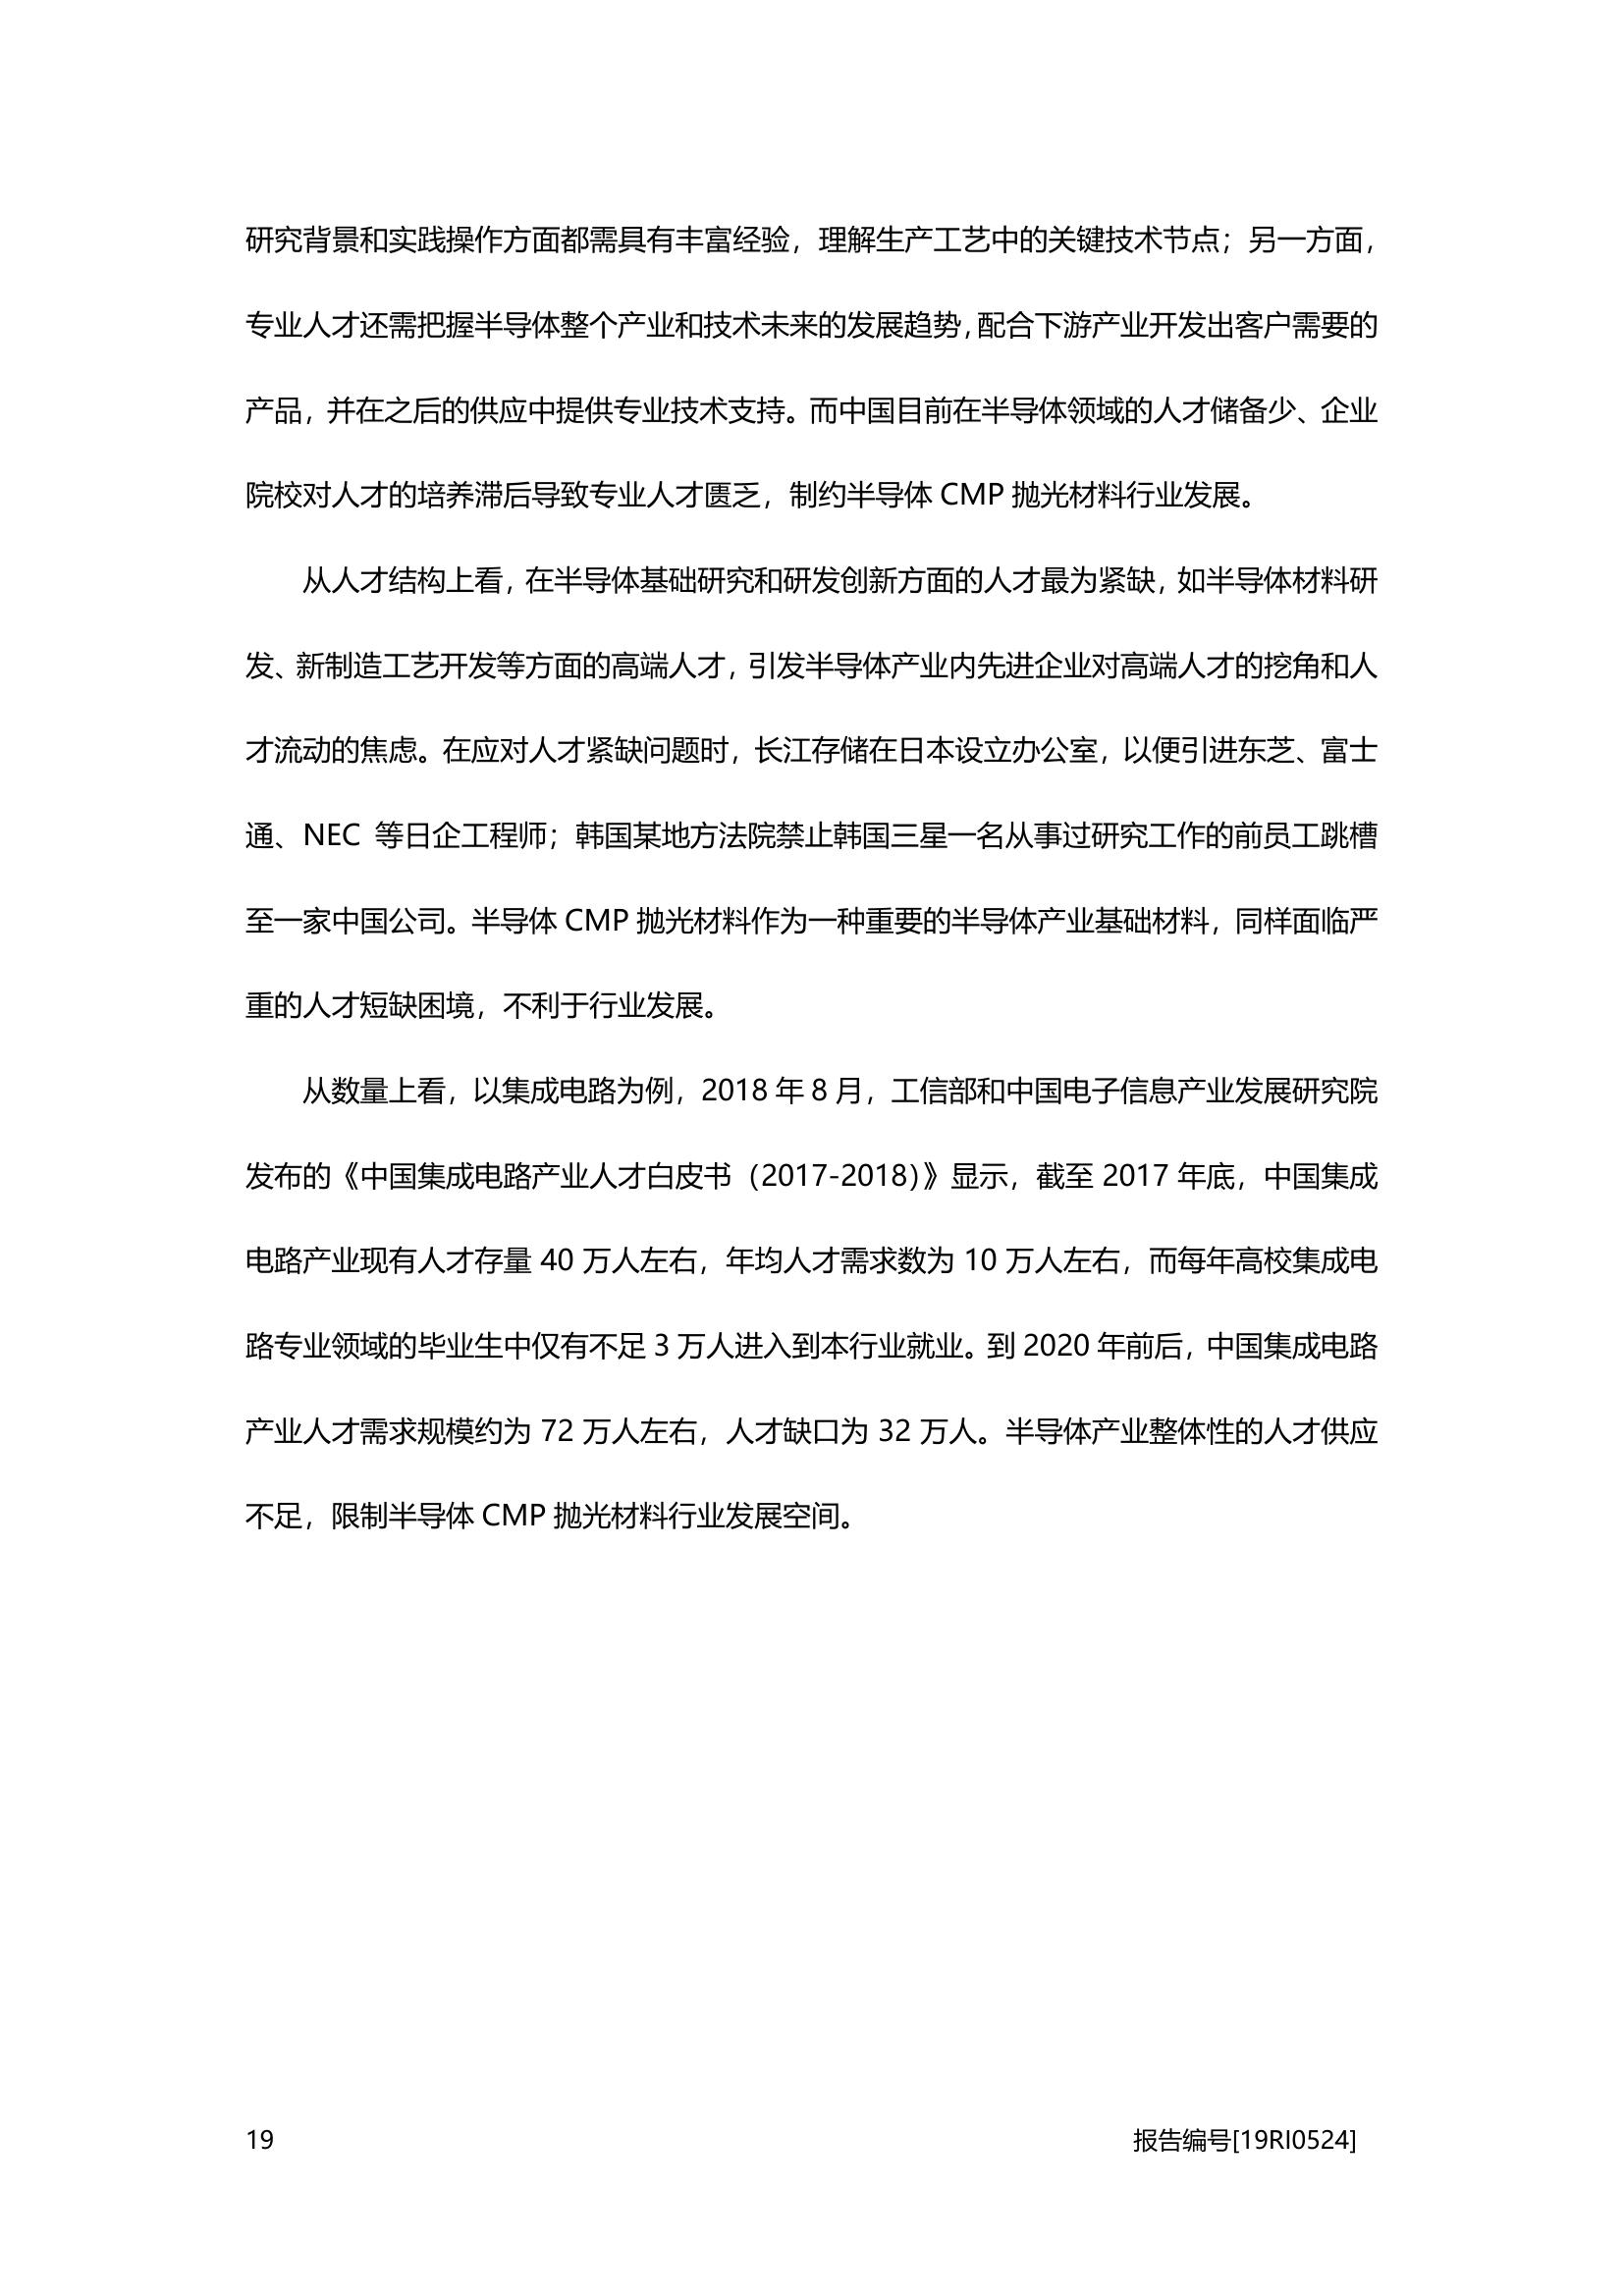 研究背景和实践操作方面都需具有丰富经验，理解生产工艺中的关键技术节点；另一方面，
专业人才还需把握半导体整个产业和技术未来的发展趋势，配合下游产业开发出客户需要的
产品，并在之后的供应中提供专业技术支持。而中国目前在半导体领域的人才储备少、企业
院校对人才的培养滞后导致专业人才匮乏，制约半导体 CMP 抛光材料行业发展。
从人才结构上看，在半导体基础研究和研发创新方面的人才最为紧缺，如半导体材料研
发、新制造工艺开发等方面的高端人才，引发半导体产业内先进企业对高端人才的挖角和人
才流动的焦虑。在应对人才紧缺问题时，长江存储在日本设立办公室，以便引进东芝、富士
通、NEC 等日企工程师；韩国某地方法院禁止韩国三星一名从事过研究工作的前员工跳槽
至一家中国公司。半导体 CMP 抛光材料作为一种重要的半导体产业基础材料，同样面临严
重的人才短缺困境，不利于行业发展。
从数量上看，以集成电路为例，2018 年 8 月，工信部和中国电子信息产业发展研究院
发布的《中国集成电路产业人才白皮书（2017-2018）》显示，截至 2017 年底，中国集成
电路产业现有人才存量 40 万人左右，年均人才需求数为 10 万人左右，而每年高校集成电
路专业领域的毕业生中仅有不足 3 万人进入到本行业就业。到 2020 年前后，中国集成电路
产业人才需求规模约为 72 万人左右，人才缺口为 32 万人。半导体产业整体性的人才供应
不足，限制半导体 CMP 抛光材料行业发展空间。
19 报告编号[19RI0524]